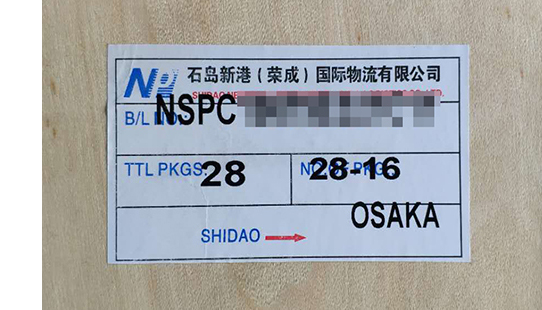 石岛新港(荣成)国际物流有限公司
B/L NO. NSPC
TTL PKGS: 28 28-16
OSAKA
SHIDAO